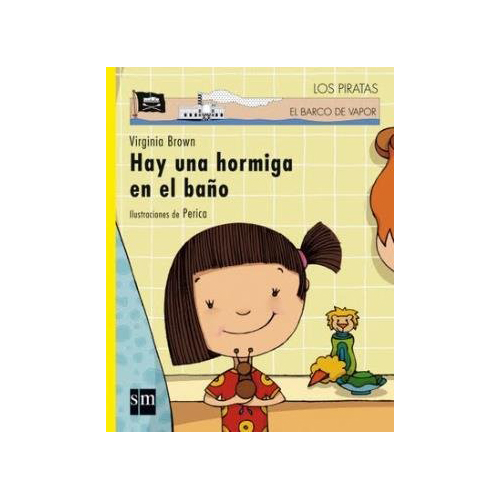 LOS PIRATAS
EL BARCO DE VAPOR
Virginia Brown
Hay una hormiga
en el baño
Ilustraciones de Perica
sm